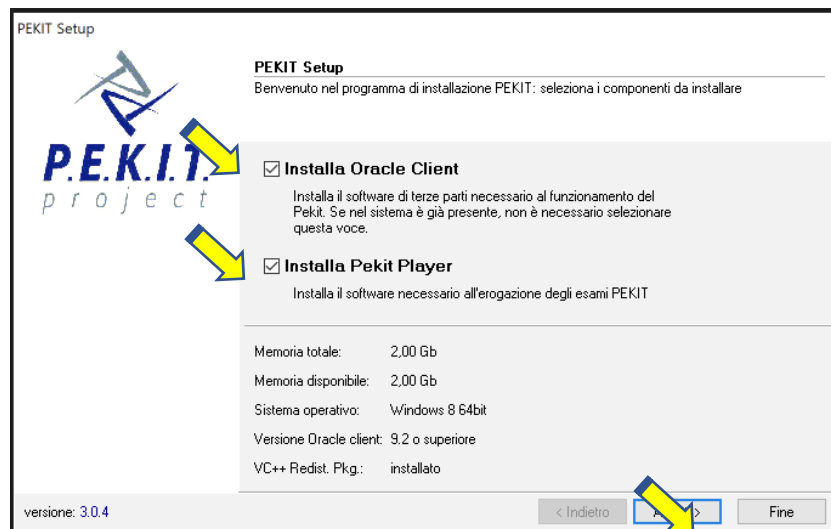 PEKIT Setup
P.E.K.I.T.
project
PEKIT Setup
Benvenuto nel programma di installazione PEKIT: seleziona i componenti da installare
Installa Oracle Client
Installa il software di terze parti necessario al funzionamento del
Pekit. Se nel sistema è già presente, non è necessario selezionare
questa voce.
Installa Pekit Player
Installa il software necessario all'erogazione degli esami PEKIT
Memoria totale: 2,00 Gb
Memoria disponibile: 2,00 Gb
Sistema operativo: Windows 8 64bit
Versione Oracle client: 9.2 o superiore
VC++ Redist. Pkg.: installato
versione: 3.0.4
< Indietro
Fine